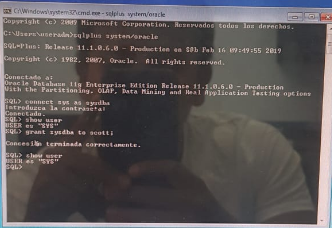 C:\Windows\system32\cmd.exe - sqlplus system/oracle
Copyright (c) 2009 Microsoft Corporation. Reservados todos los derechos.
C:\Users\userada>sqlplus system/oracle
SQL*Plus: Release 11.1.0.6.0 - Production on Sáb Feb 16 09:49:55 2019
Copyright (c) 1982, 2007, Oracle. All rights reserved.
Conectado a:
Oracle Database 11g Enterprise Edition Release 11.1.0.6.0 - Production
With the Partitioning, OLAP, Data Mining and Real Application Testing options
SQL> connect sys as sysdba
Introduzca la contraseña:
Conectado.
SQL> show user
USER es "SYS"
SQL> grant sysdba to scott;
Concesión terminada correctamente.
SQL> show user
USER es "SYS"
SQL>